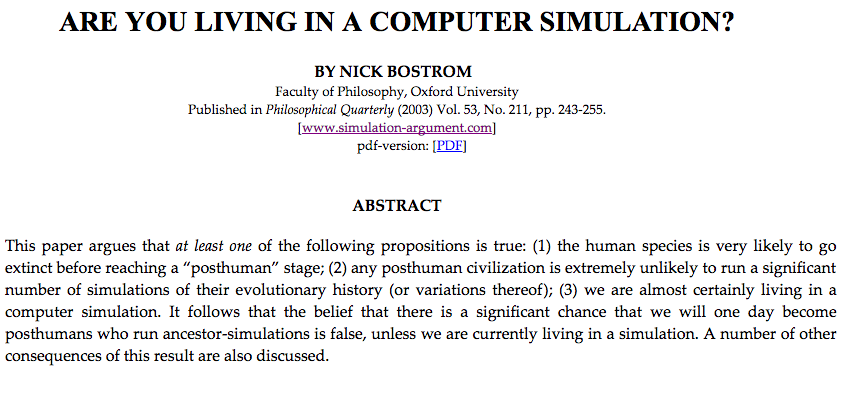 ARE YOU LIVING IN A COMPUTER SIMULATION?
BY NICK BOSTROM
Faculty of Philosophy, Oxford University
Published in Philosophical Quarterly (2003) Vol. 53, No. 211, pp. 243-255.
[www.simulation-argument.com]
pdf-version: [PDF]
ABSTRACT
This paper argues that at least one of the following propositions is true: (1) the human species is very likely to go
extinct before reaching a “posthuman” stage; (2) any posthuman civilization is extremely unlikely to run a significant
number of simulations of their evolutionary history (or variations thereof); (3) we are almost certainly living in a
computer simulation. It follows that the belief that there is a significant chance that we will one day become
posthumans who run ancestor-simulations is false, unless we are currently living in a simulation. A number of other
consequences of this result are also discussed.